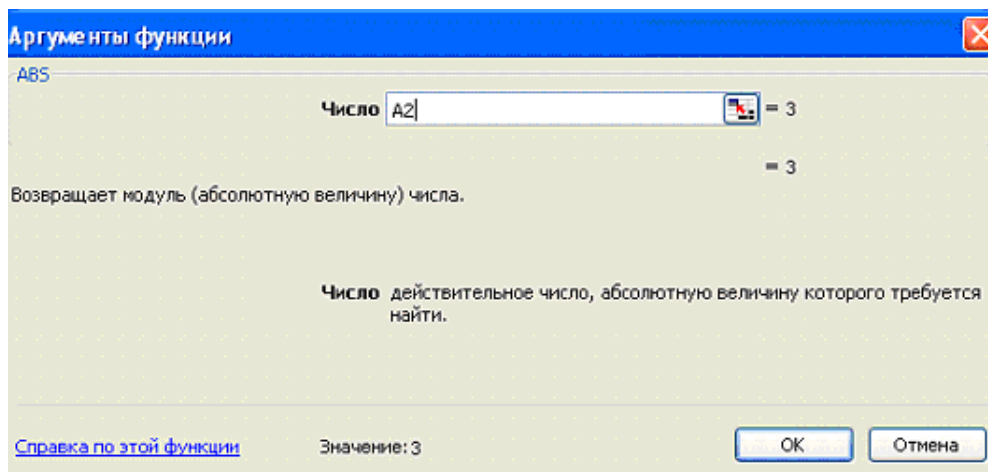 Аргументы функции
ABS
Число A2 = 3
= 3
Возвращает модуль (абсолютную величину) числа.
Число действительное число, абсолютную величину которого требуется
найти.
Справка по этой функции Значение: 3 OK Отмена